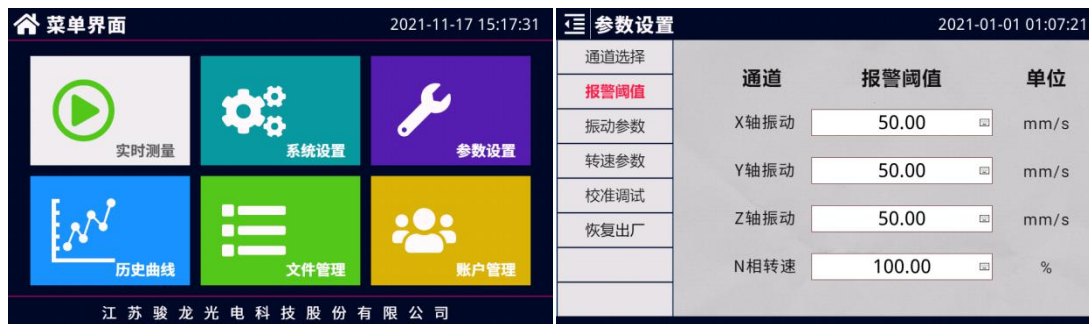 菜单界面 2021-11-17 15:17:31
实时测量 系统设置 参数设置
历史曲线 文件管理 账户管理
江苏骏龙光电科技股份有限公司
参数设置 2021-01-01 01:07:21
通道选择
报警阈值
振动参数
转速参数
校准调试
恢复出厂
通道 报警阈值 单位
X轴振动 50.00 mm/s
Y轴振动 50.00 mm/s
Z轴振动 50.00 mm/s
N相转速 100.00 %